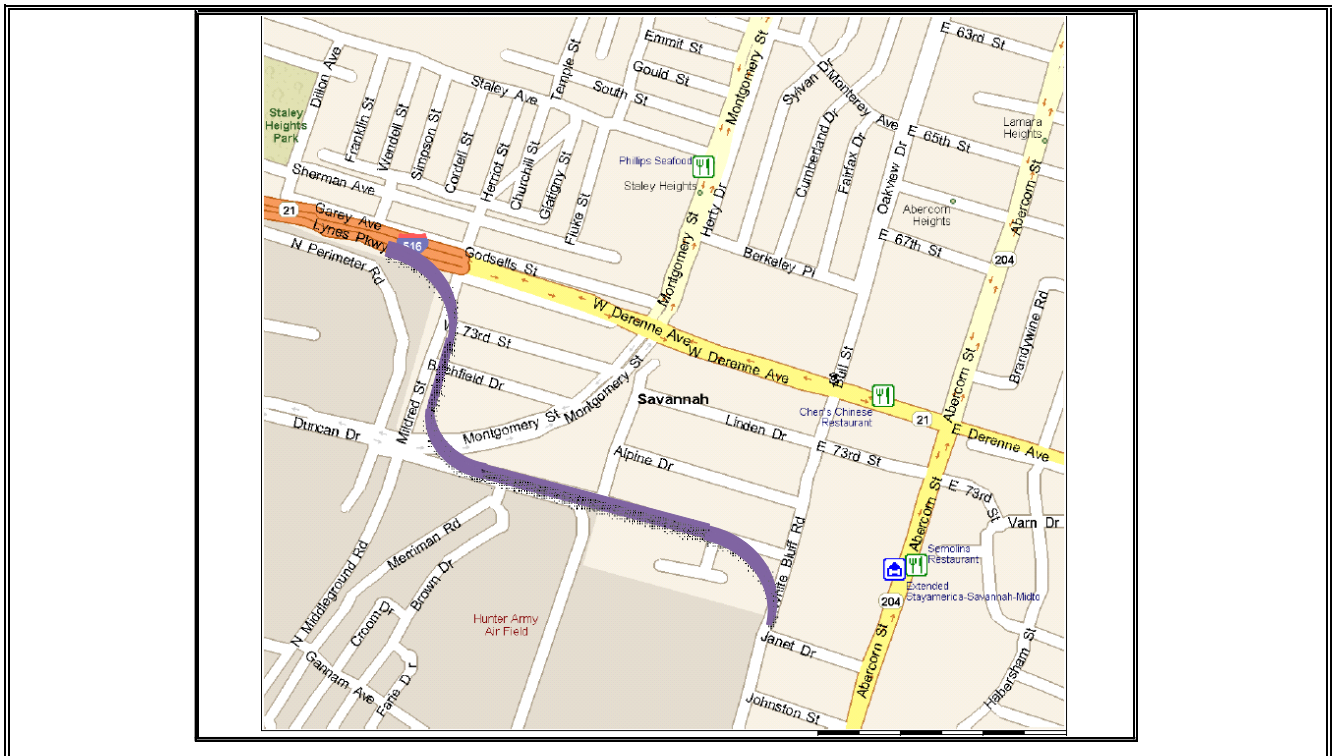 Emmit St
E 63rd St
Montgomery St
Dillon Ave
Temple St
Gould St
Sylvan Dr
Monterey Ave
Staley Ave
South St
Staley
Heights
Park
Franklin St
Wendell St
Simpson St
Cordell St
Herriot St
Churchill St
Glatigny St
Fluke St
Cumberland Dr
Fairfax Dr
Oakview Dr
E 65th St
Lamara
Heights
Phillips Seafood
Staley Heights
Herty Dr
Abercorn St
Sherman Ave
Abercorn
Heights
21
Garey Ave
Lynes Pkwy
516
N Perimeter Rd
Godsells St
Montgomery St
Berkeley Pl
E 67th St
204
Brandywine Rd
W Derenne Ave
W 73rd St
W Derenne Ave
Bull St
Abercorn St
Mildred St
Montgomery St
Savannah
Chen's Chinese
Restaurant
21
E Derenne Ave
Duncan Dr
Montgomery St
Linden Dr
E 73rd St
Alpine Dr
E 73rd
Varn Dr
Abercorn St
White Bluff Rd
Merriman Rd
Brown Dr
N Middleground Rd
Semolina
Restaurant
Extended
Stayamerica-Savannah-Midto
204
Croom Dr
Hunter Army
Air Field
Janet Dr
Abercorn St
Habersham St
Gannam Ave
Johnston St